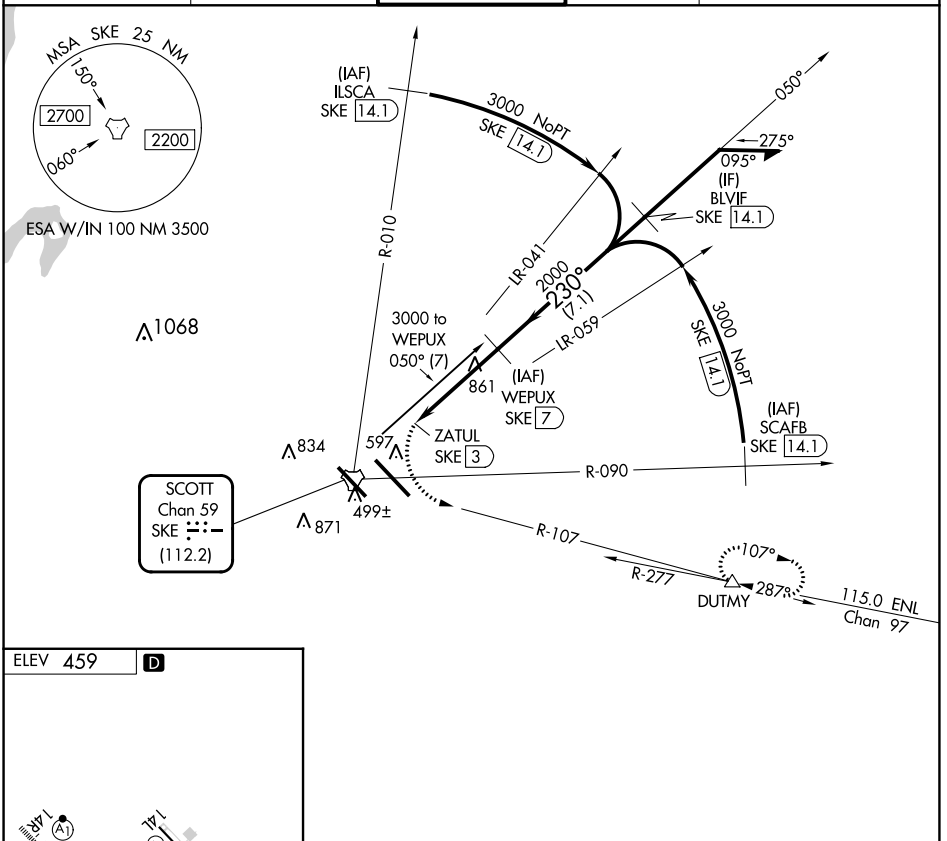 MSA SKE 25 NM
150°
2700
2200
060°
ESA W/IN 100 NM 3500
(IAF)
ILSCA
SKE 14.1
3000 NoPT
SKE 14.1
050°
275°
095°
(IF)
BLVIF
SKE 14.1
R-010
LR-041
2000
230°
(7.1)
LR-059
3000 NoPT
SKE 14.1
1068
3000 to
WEPUX
050° (7)
861
(IAF)
WEPUX
SKE 7
(IAF)
SCAFB
SKE 14.1
834
597
ZATUL
SKE 3
R-090
SCOTT
Chan 59
SKE
(112.2)
871
499±
R-107
R-277
107°
287°
DUTMY
115.0 ENL
Chan 97
ELEV 459
D
14R
A1
14L